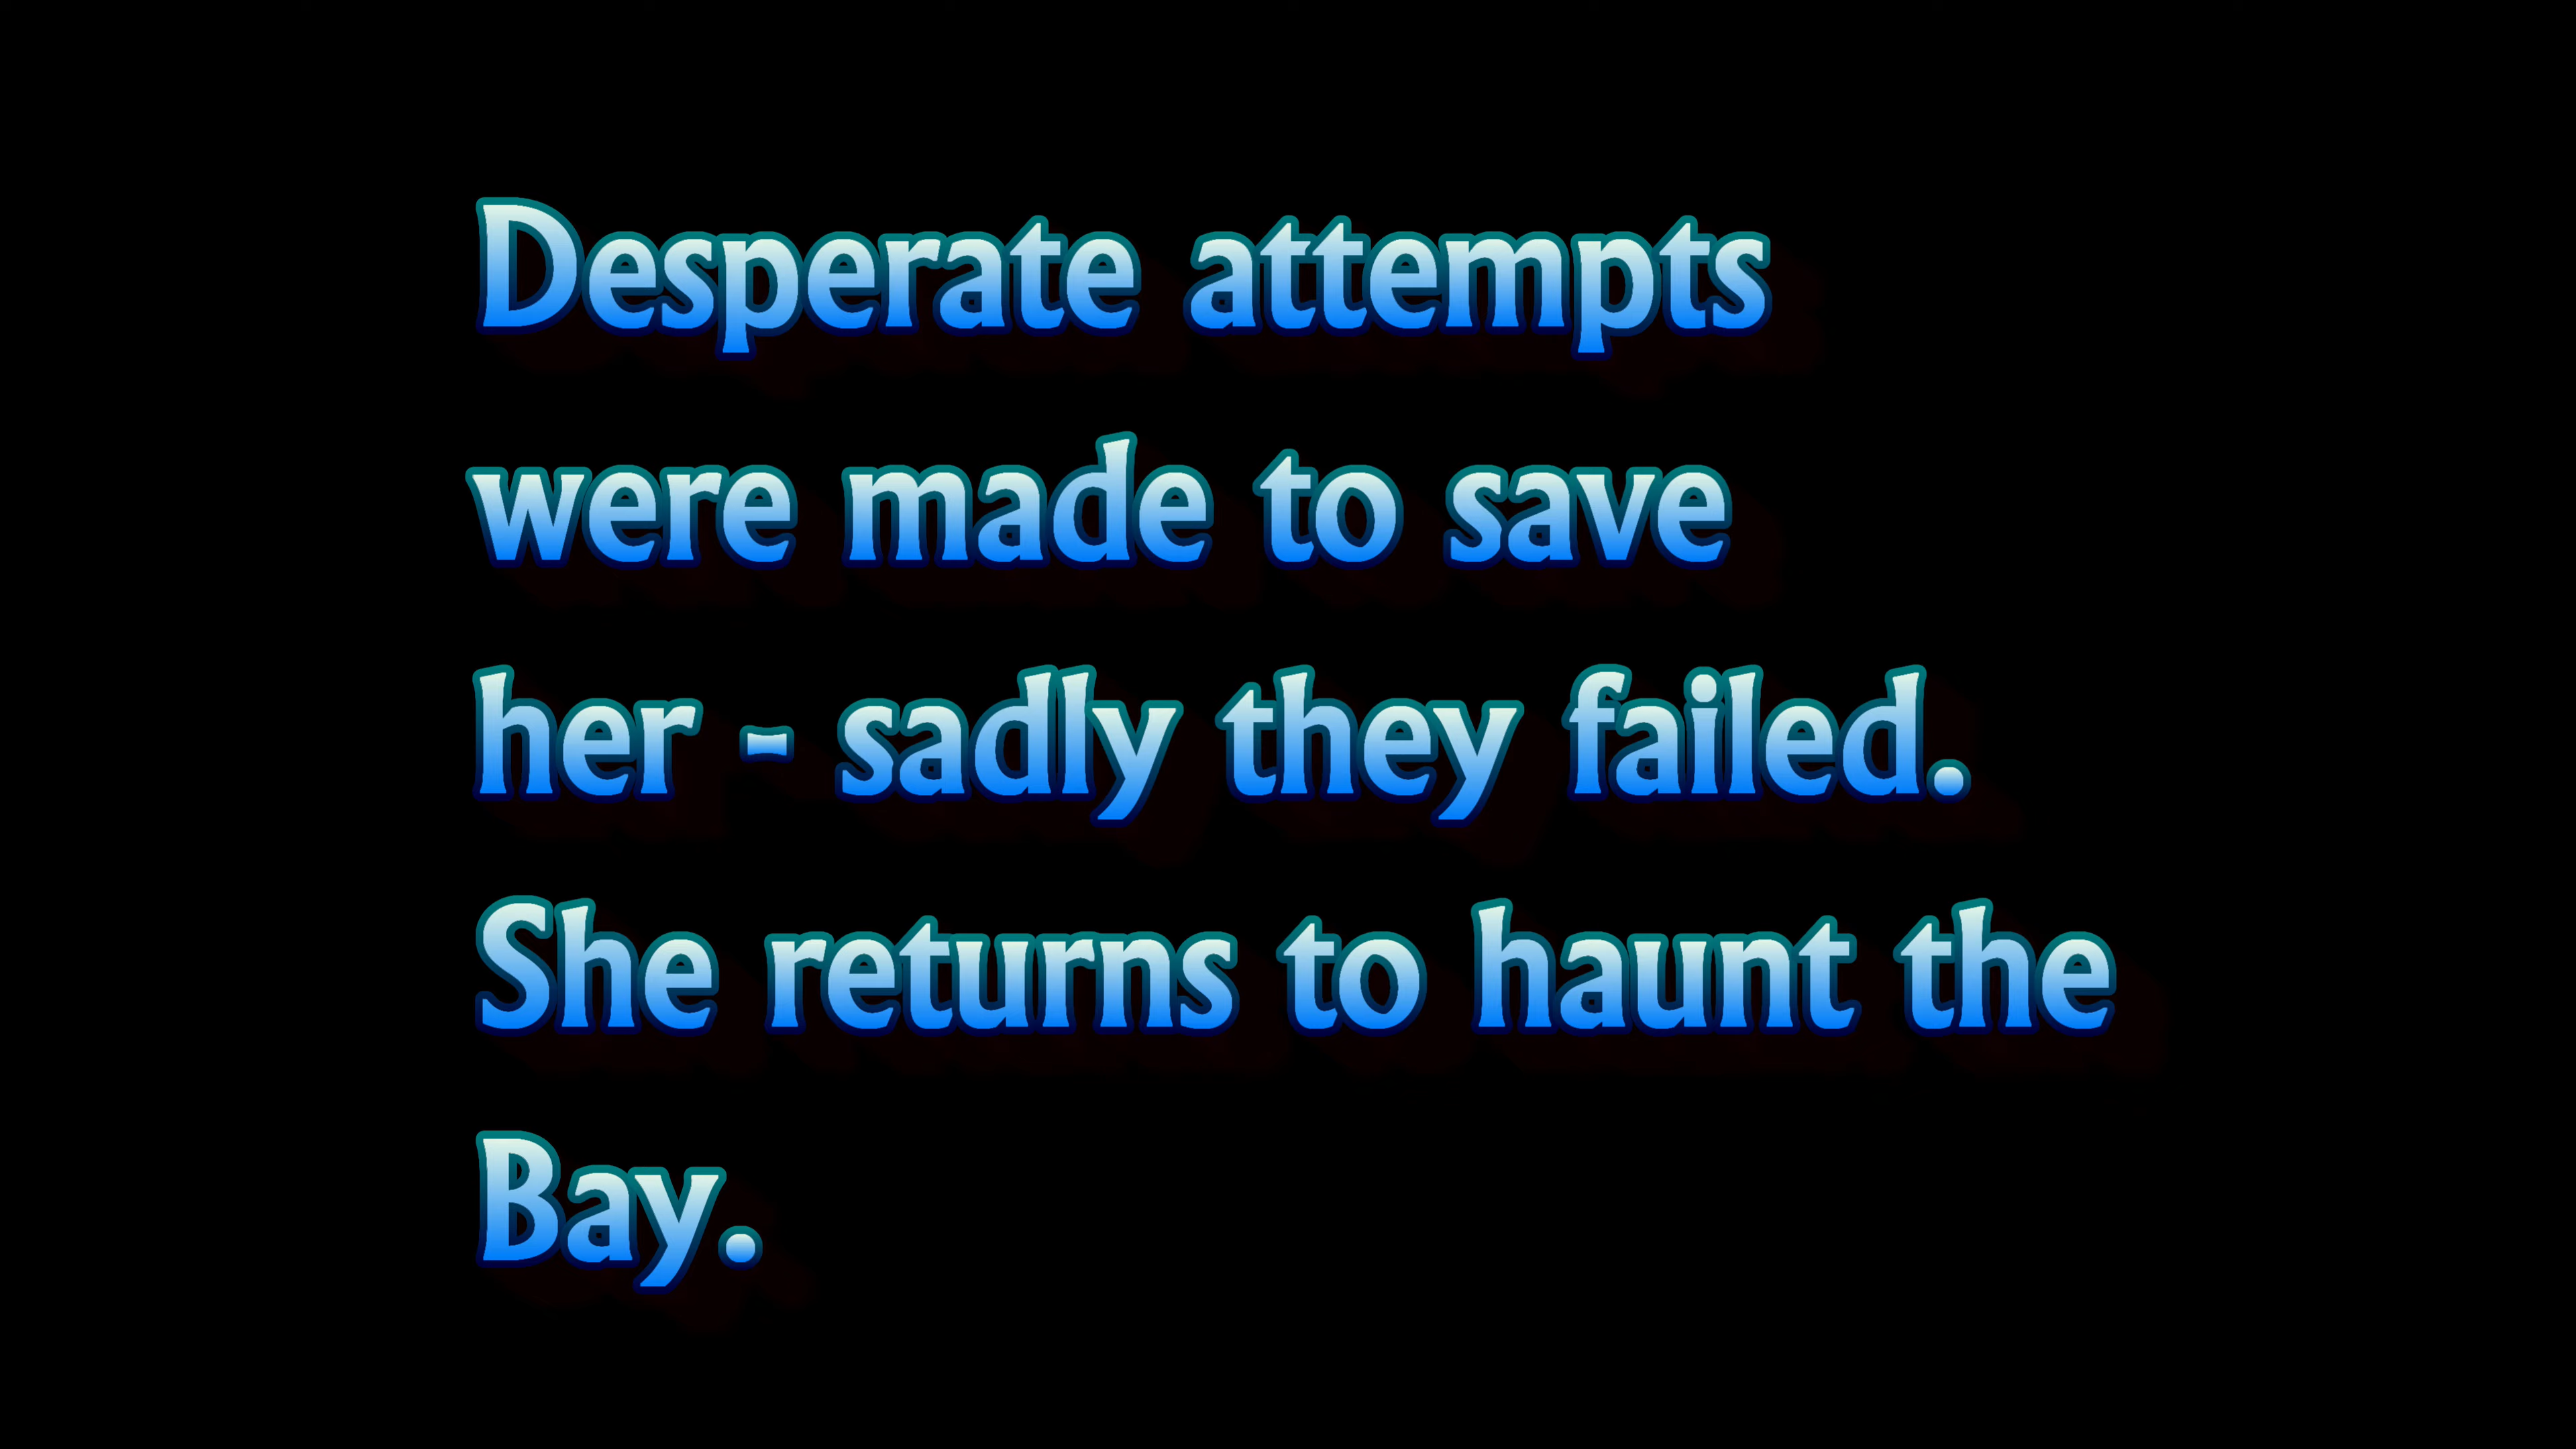 Desperate attempts
were made to save
her - sadly they failed.
She returns to haunt the
Bay.